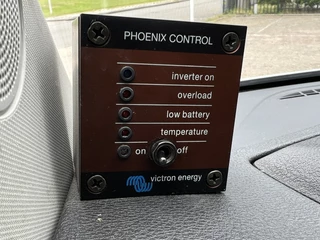 PHOENIX CONTROL
inverter on
overload
low battery
temperature
on off
victron energy